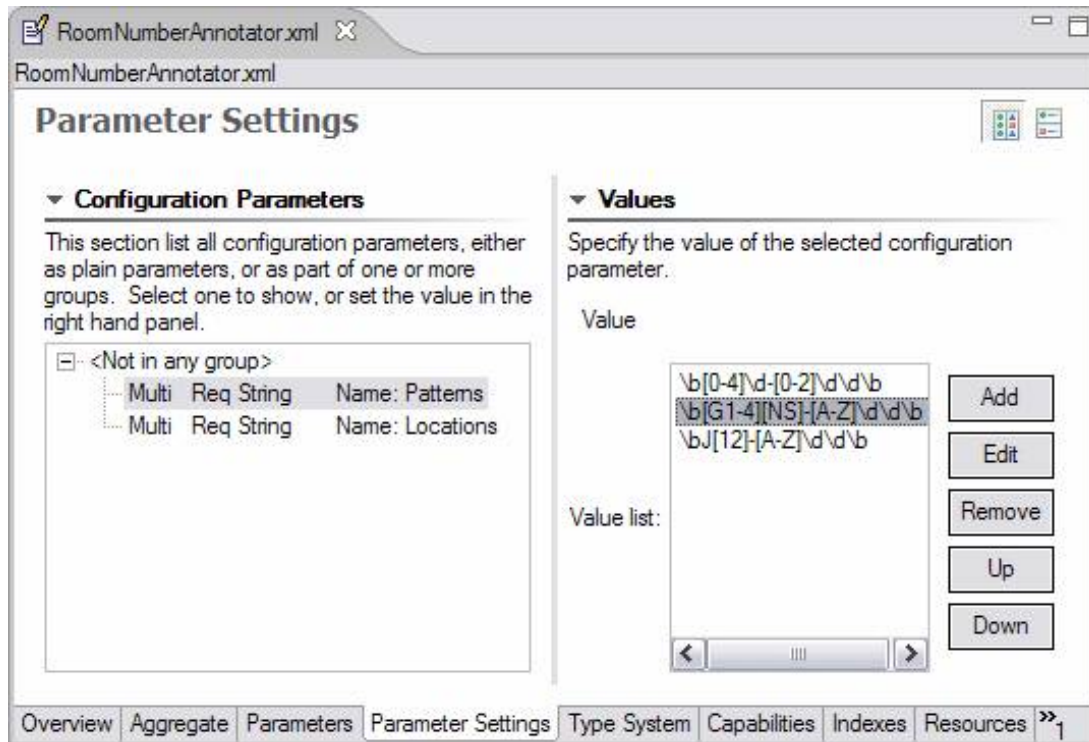 RoomNumberAnnotator.xml
RoomNumberAnnotator.xml
Parameter Settings
Configuration Parameters
This section list all configuration parameters, either
as plain parameters, or as part of one or more
groups. Select one to show, or set the value in the
right hand panel.
<Not in any group>
Multi Req String Name: Patterns
Multi Req String Name: Locations
Values
Specify the value of the selected configuration
parameter.
Value
\b[0-4]\d-[0-2]\d\d\b
\b[G1-4][NS]-[A-Z]\d\d\b
\bJ[12]-[A-Z]\d\d\b
Value list:
Add
Edit
Remove
Up
Down
Overview Aggregate Parameters Parameter Settings Type System Capabilities Indexes Resources »1